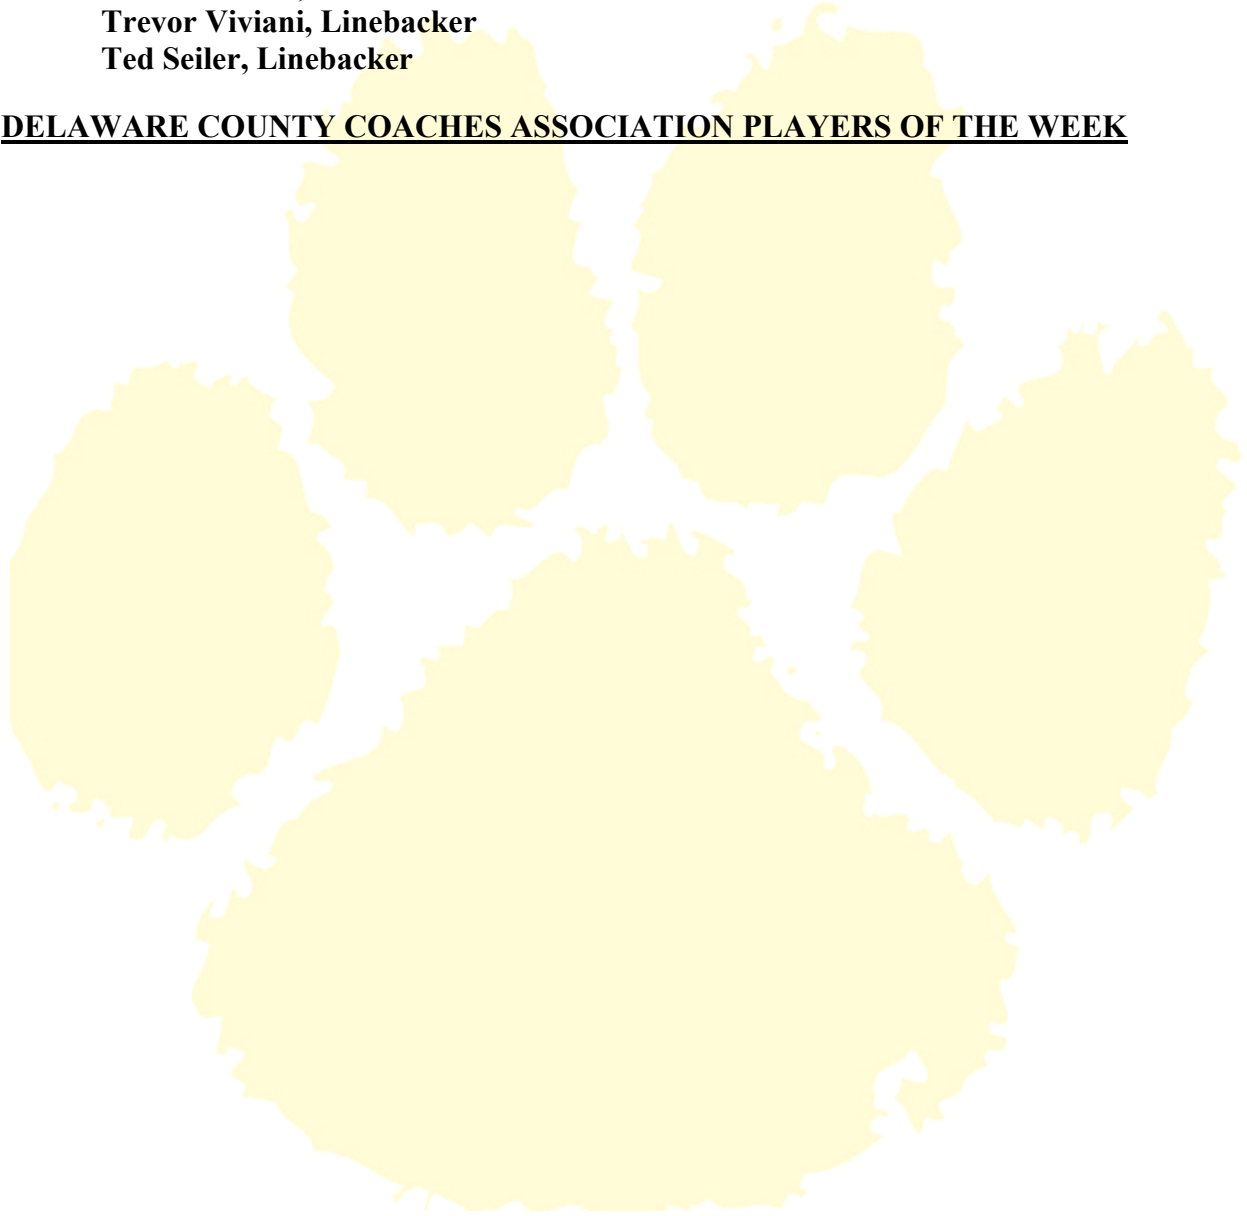 Trevor Viviani, Linebacker
Ted Seiler, Linebacker
DELAWARE COUNTY COACHES ASSOCIATION PLAYERS OF THE WEEK